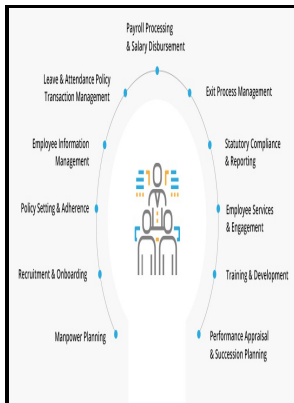 Payroll Processing
& Salary Disbursement
Leave & Attendance Policy
Transaction Management
Exit Process Management
Employee Information
Management
Statutory Compliance
& Reporting
Policy Setting & Adherence
Employee Services
& Engagement
Recruitment & Onboarding
Training & Development
Manpower Planning
Performance Appraisal
& Succession Planning